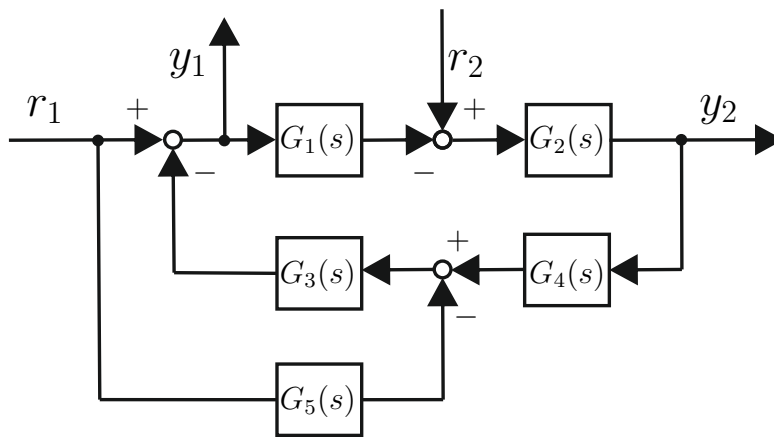 y₁
r₂
r₁
+
+
y₂
G₁(s)
G₂(s)
−
−
+
G₃(s)
G₄(s)
−
G₅(s)